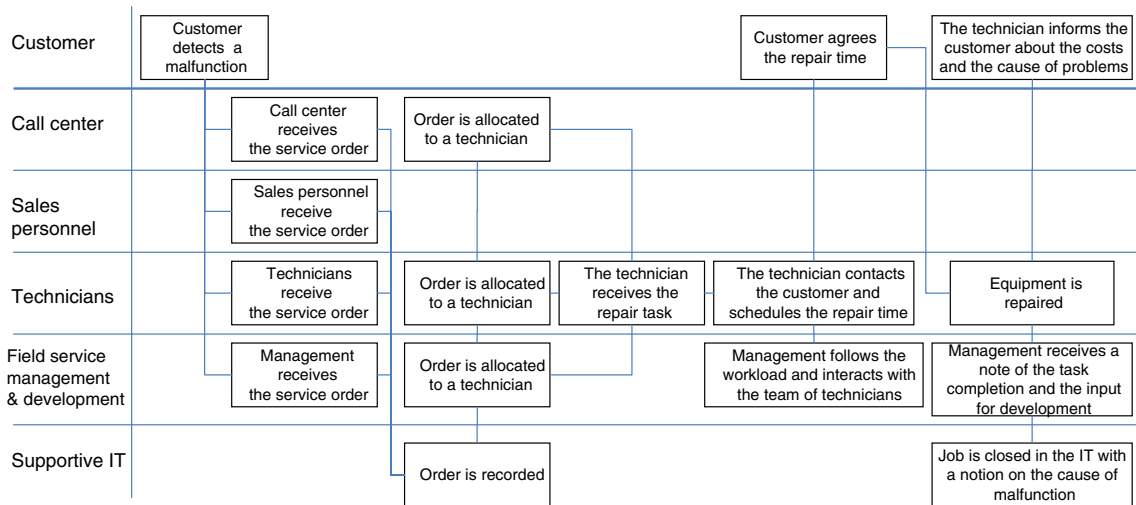 Customer
Customer
detects a
malfunction
Customer agrees
the repair time
The technician informs the
customer about the costs
and the cause of problems
Call center
Call center
receives
the service order
Order is allocated
to a technician
Sales
personnel
Sales personnel
receive
the service order
Technicians
Technicians
receive
the service order
Order is allocated
to a technician
The technician
receives the
repair task
The technician contacts
the customer and
schedules the repair time
Equipment is
repaired
Field service
management
& development
Management
receives
the service order
Order is allocated
to a technician
Management follows the
workload and interacts with
the team of technicians
Management receives a
note of the task
completion and the input
for development
Supportive IT
Order is recorded
Job is closed in the IT with
a notion on the cause of
malfunction